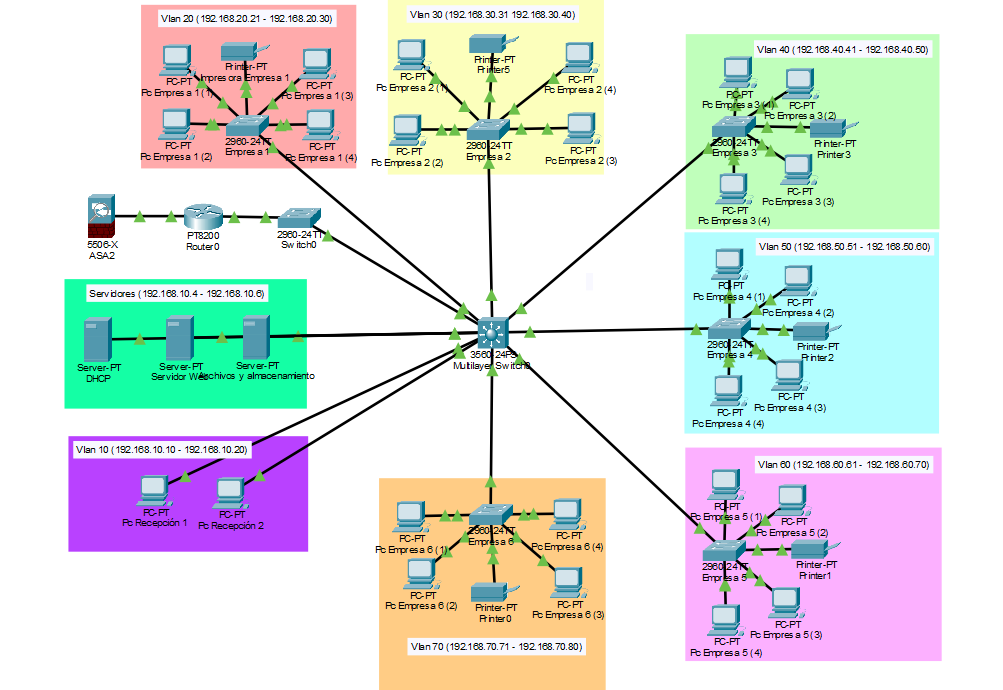 Vlan 20 (192.168.20.21 - 192.168.20.30)
PC-PT
Pc Empresa 1 (1)
Printer-PT
Impresora Empresa 1
PC-PT
Pc Empresa 1 (3)
PC-PT
Pc Empresa 1 (2)
2960-24TT
Empresa 1
PC-PT
Pc Empresa 1 (4)
Vlan 30 (192.168.30.31 192.168.30.40)
PC-PT
Pc Empresa 2 (1)
Printer-PT
Printer5
PC-PT
Pc Empresa 2 (4)
PC-PT
Pc Empresa 2 (2)
2960-24TT
Empresa 2
PC-PT
Pc Empresa 2 (3)
Vlan 40 (192.168.40.41 - 192.168.40.50)
PC-PT
Pc Empresa 3 (1)
PC-PT
Pc Empresa 3 (2)
2960-24TT
Empresa 3
Printer-PT
Printer3
PC-PT
Pc Empresa 3 (3)
PC-PT
Pc Empresa 3 (4)
5506-X
ASA2
PT8200
Router0
2960-24TT
Switch0
Vlan 50 (192.168.50.51 - 192.168.50.60)
PC-PT
Pc Empresa 4 (1)
PC-PT
Pc Empresa 4 (2)
2960-24TT
Empresa 4
Printer-PT
Printer2
PC-PT
Pc Empresa 4 (3)
PC-PT
Pc Empresa 4 (4)
Servidores (192.168.10.4 - 192.168.10.6)
Server-PT
DHCP
Server-PT
Servidor Web
Server-PT
Archivos y almacenamiento
3560-24PS
Multilayer Switch0
Vlan 10 (192.168.10.10 - 192.168.10.20)
PC-PT
Pc Recepción 1
PC-PT
Pc Recepción 2
PC-PT
Pc Empresa 6 (1)
2960-24TT
Empresa 6
PC-PT
Pc Empresa 6 (4)
PC-PT
Pc Empresa 6 (2)
Printer-PT
Printer0
PC-PT
Pc Empresa 6 (3)
Vlan 70 (192.168.70.71 - 192.168.70.80)
Vlan 60 (192.168.60.61 - 192.168.60.70)
PC-PT
Pc Empresa 5 (1)
PC-PT
Pc Empresa 5 (2)
2960-24TT
Empresa 5
Printer-PT
Printer1
PC-PT
Pc Empresa 5 (3)
PC-PT
Pc Empresa 5 (4)